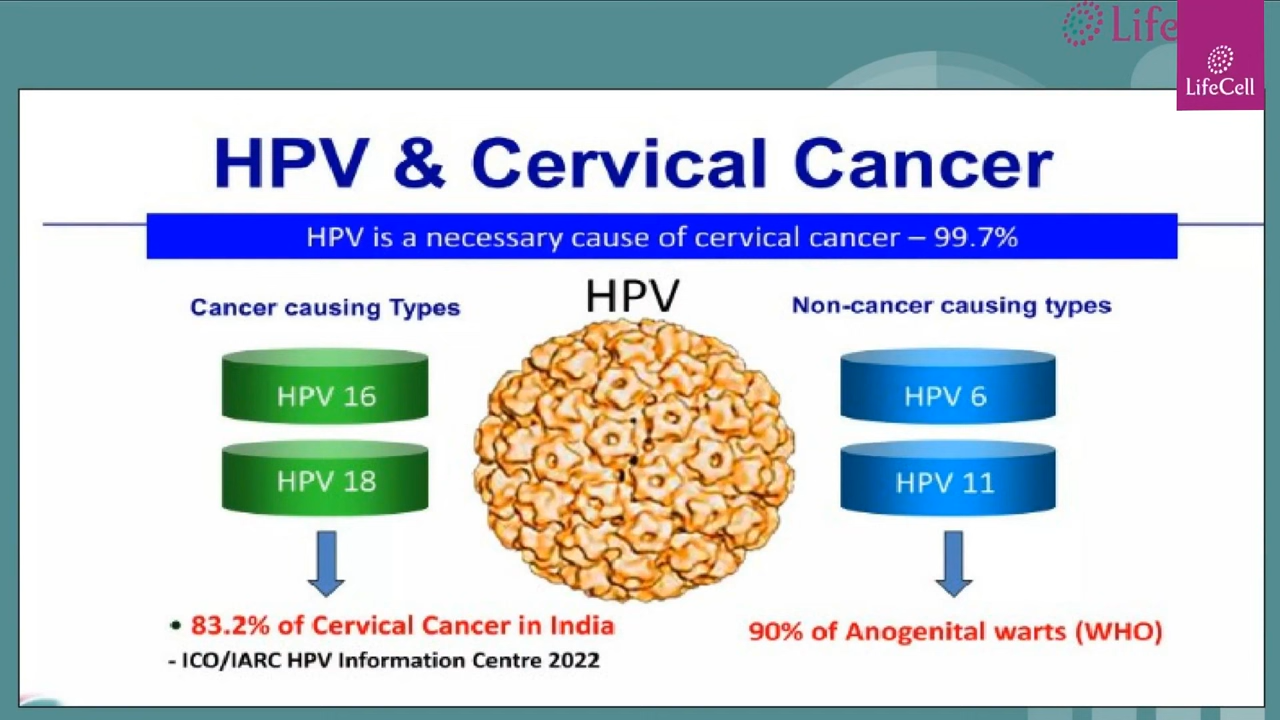 Life
LifeCell
HPV & Cervical Cancer
HPV is a necessary cause of cervical cancer – 99.7%
HPV
Cancer causing Types
Non-cancer causing types
HPV 16
HPV 6
HPV 18
HPV 11
• 83.2% of Cervical Cancer in India
90% of Anogenital warts (WHO)
- ICO/IARC HPV Information Centre 2022